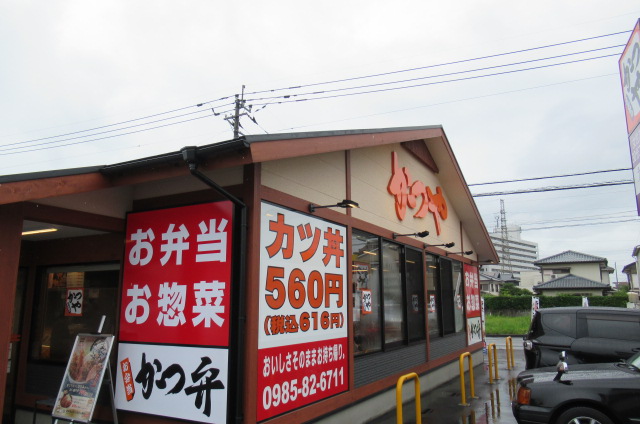 かつや
お弁当
お惣菜
かつや
かつ弁
カツ丼
560円
(税込616円)
おいしさそのままお持ち帰り。
0985-82-6711